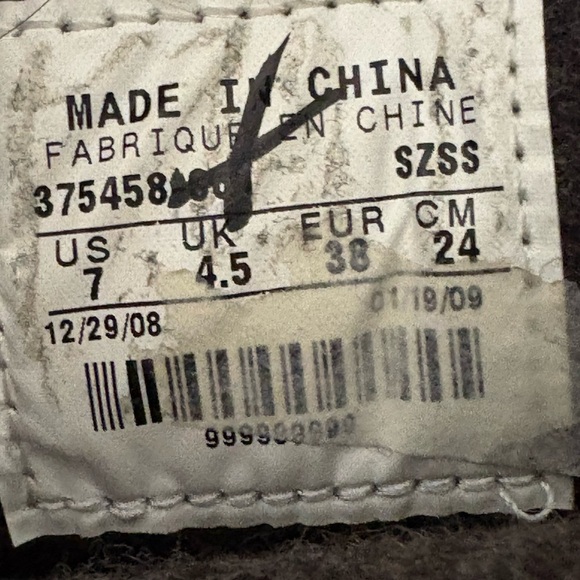 MADE IN CHINA
FABRIQUE EN CHINE
375458 SZSS
US UK EUR CM
7 4.5 38 24
12/29/08 01/19/09